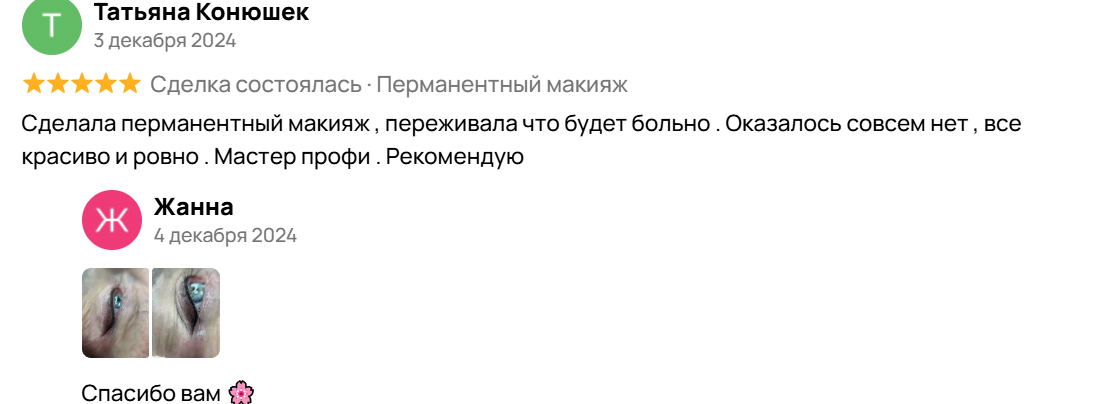 Т
Татьяна Конюшек
3 декабря 2024
Сделка состоялась · Перманентный макияж
Сделала перманентный макияж , переживала что будет больно . Оказалось совсем нет , все
красиво и ровно . Мастер профи . Рекомендую
Ж
Жанна
4 декабря 2024
Спасибо вам 🌸